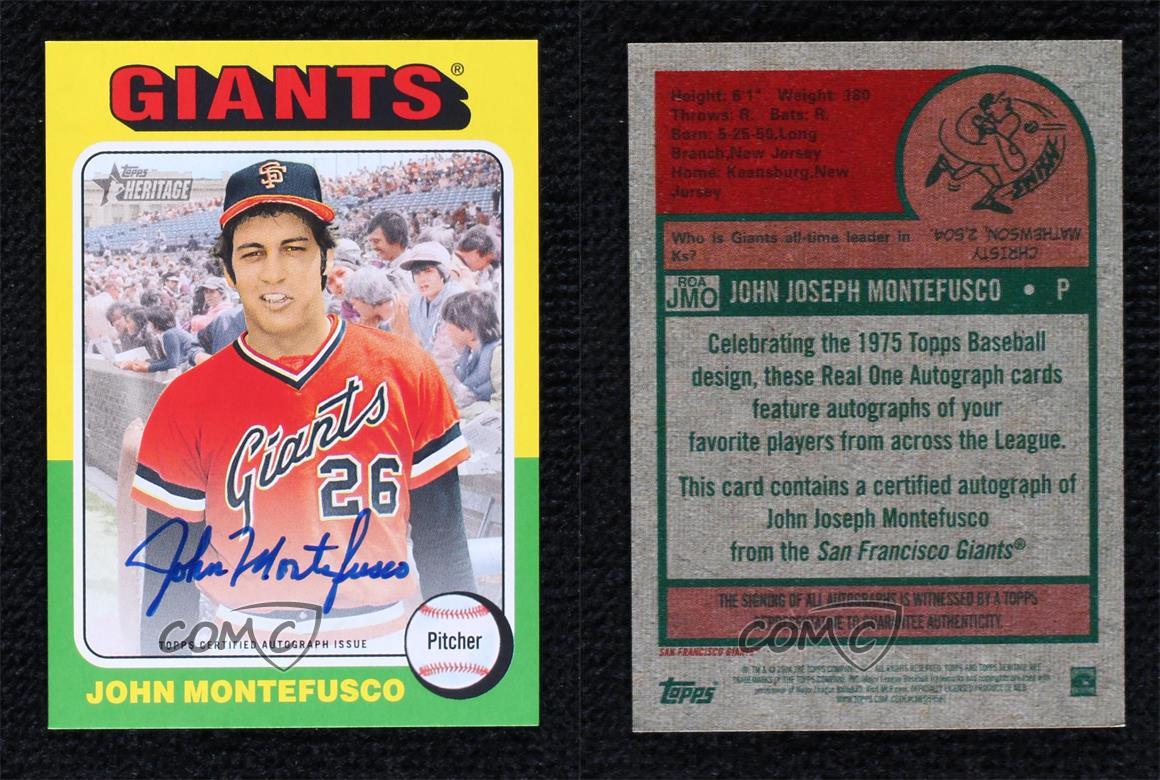 GIANTS®
Topps
HERITAGE
SF
Giants
26
John Montefusco
COMC
TOPPS CERTIFIED AUTOGRAPH ISSUE
Pitcher
JOHN MONTEFUSCO
Height: 6'1" Weight: 180
Throws: R. Bats: R.
Born: 5-25-50, Long
Branch, New Jersey
Home: Keansburg, New
Jersey
Who is Giants all-time leader in
Ks?
CHRISTY
MATHEWSON, 2,504.
ROA
JMO
JOHN JOSEPH MONTEFUSCO • P
Celebrating the 1975 Topps Baseball
design, these Real One Autograph cards
feature autographs of your
favorite players from across the League.
This card contains a certified autograph of
John Joseph Montefusco
from the San Francisco Giants®
THE SIGNING OF ALL AUTOGRAPHS IS WITNESSED BY A TOPPS
TO GUARANTEE AUTHENTICITY.
COMC
SAN FRANCISCO GIANTS
Topps